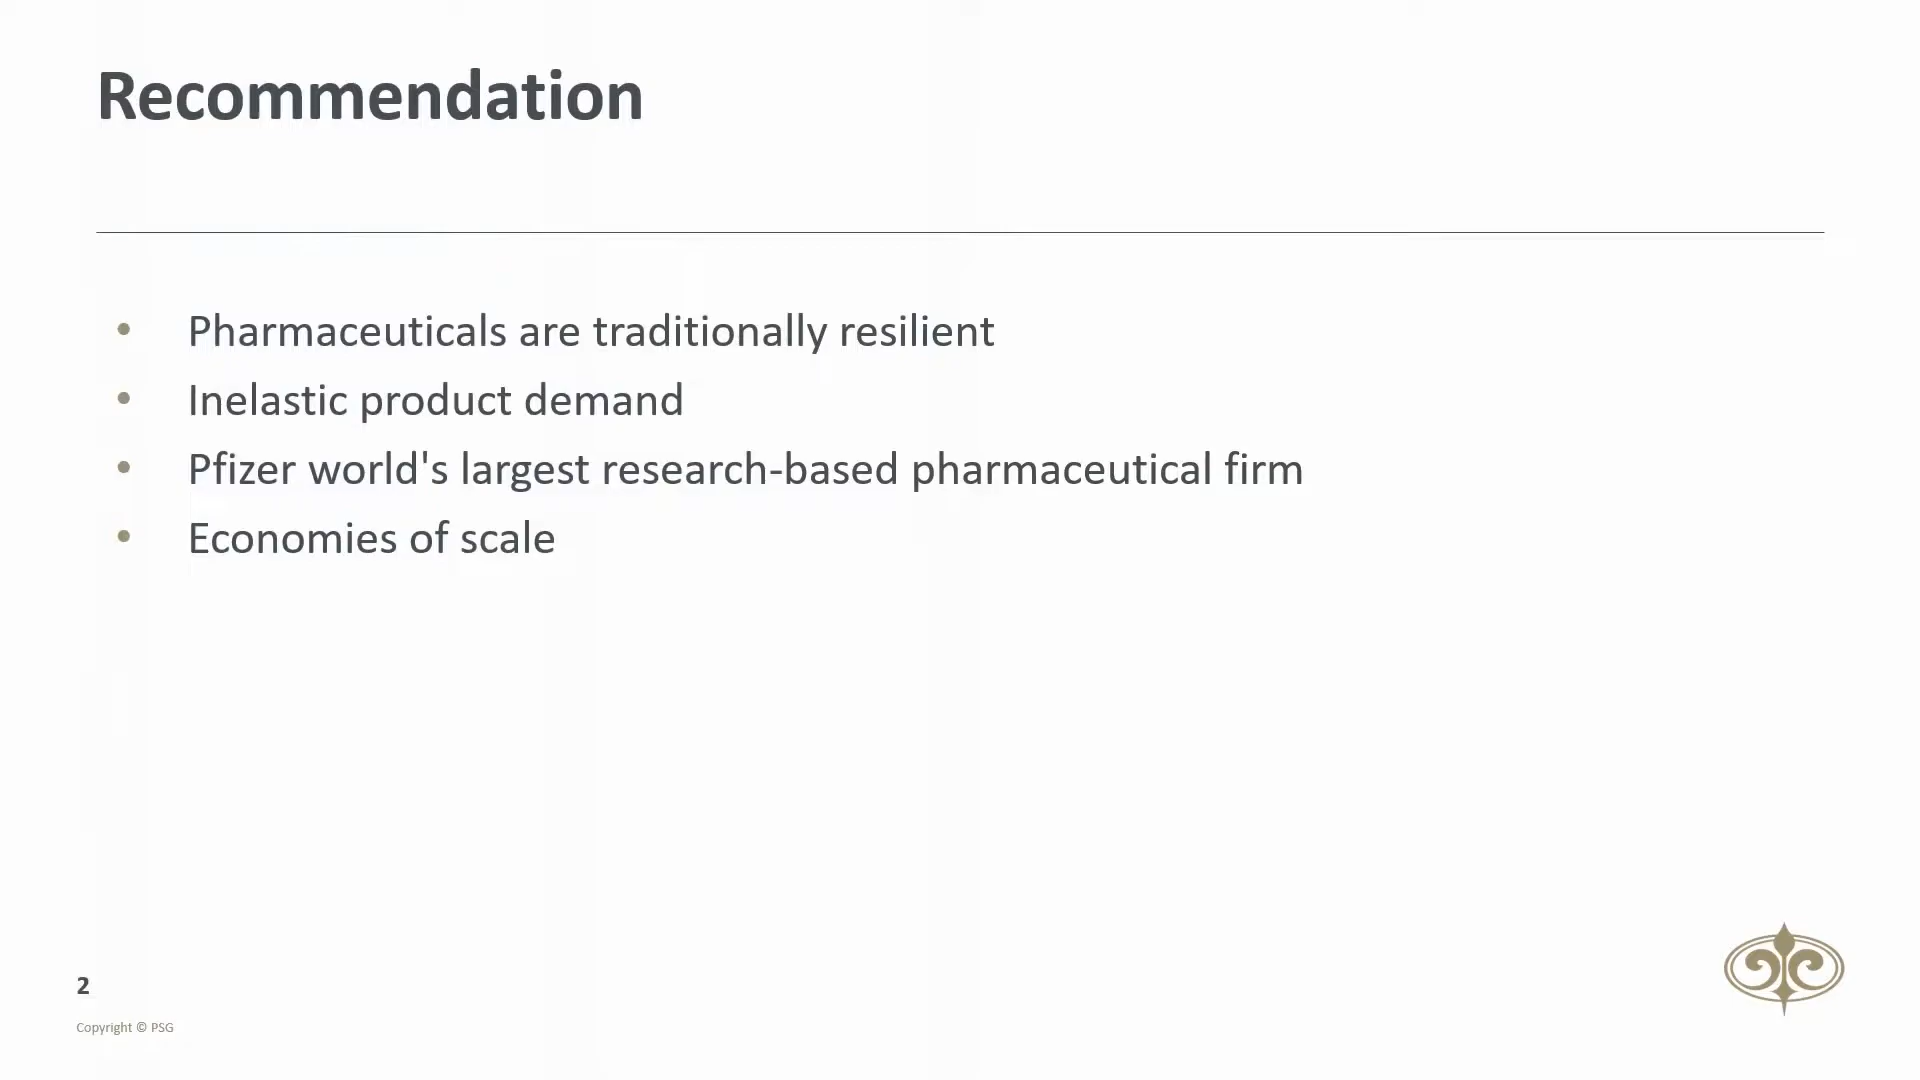 Recommendation
• Pharmaceuticals are traditionally resilient
• Inelastic product demand
• Pfizer world's largest research-based pharmaceutical firm
• Economies of scale
2
Copyright © PSG